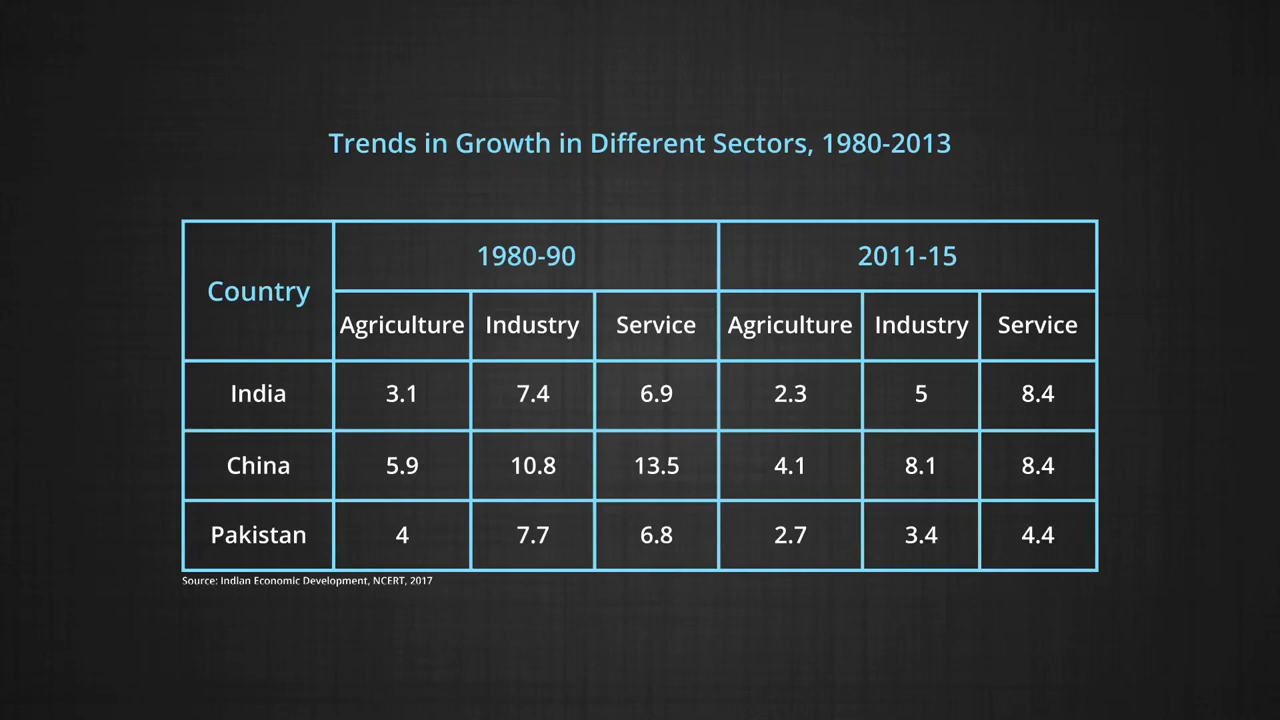 Trends in Growth in Different Sectors, 1980-2013
Country 1980-90 2011-15
Agriculture Industry Service Agriculture Industry Service
India 3.1 7.4 6.9 2.3 5 8.4
China 5.9 10.8 13.5 4.1 8.1 8.4
Pakistan 4 7.7 6.8 2.7 3.4 4.4
Source: Indian Economic Development, NCERT, 2017